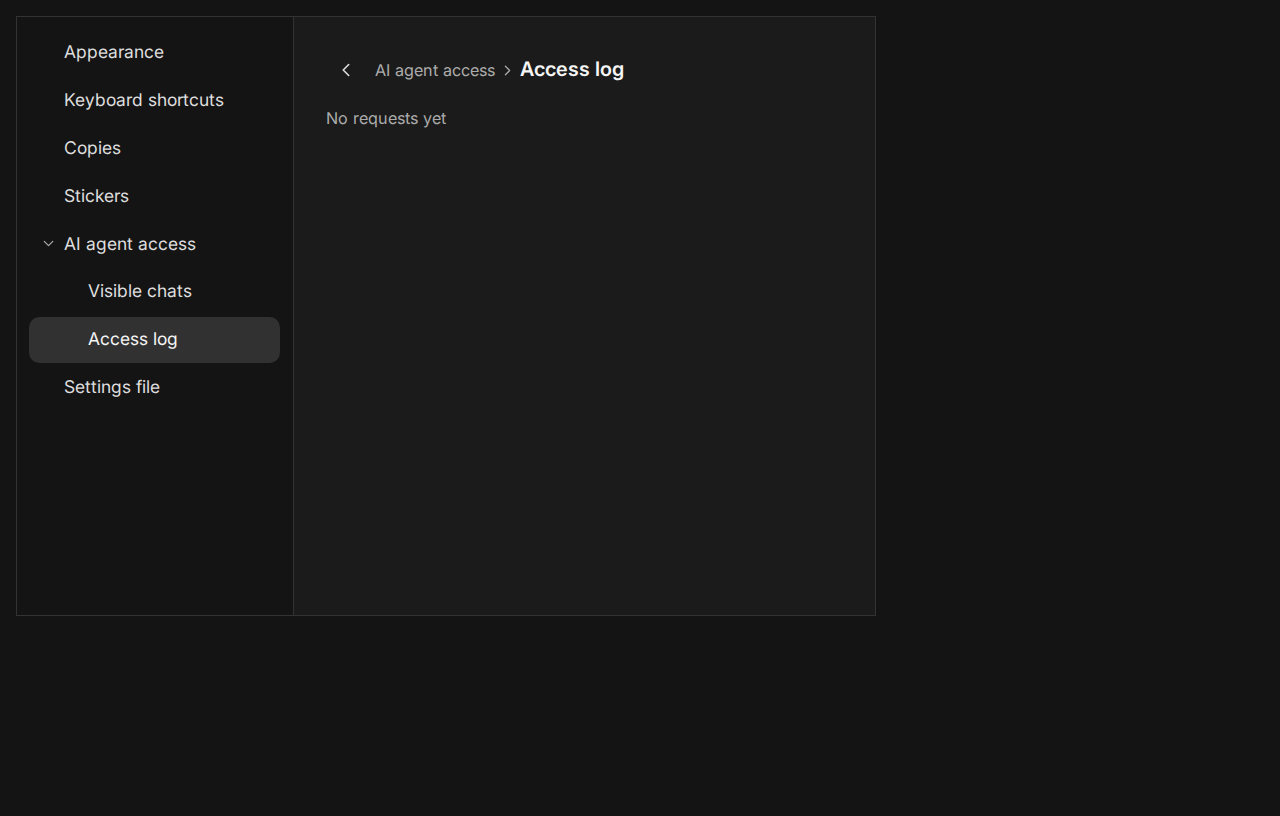 Appearance
Keyboard shortcuts
Copies
Stickers
AI agent access
Visible chats
Access log
Settings file
AI agent access > Access log
No requests yet